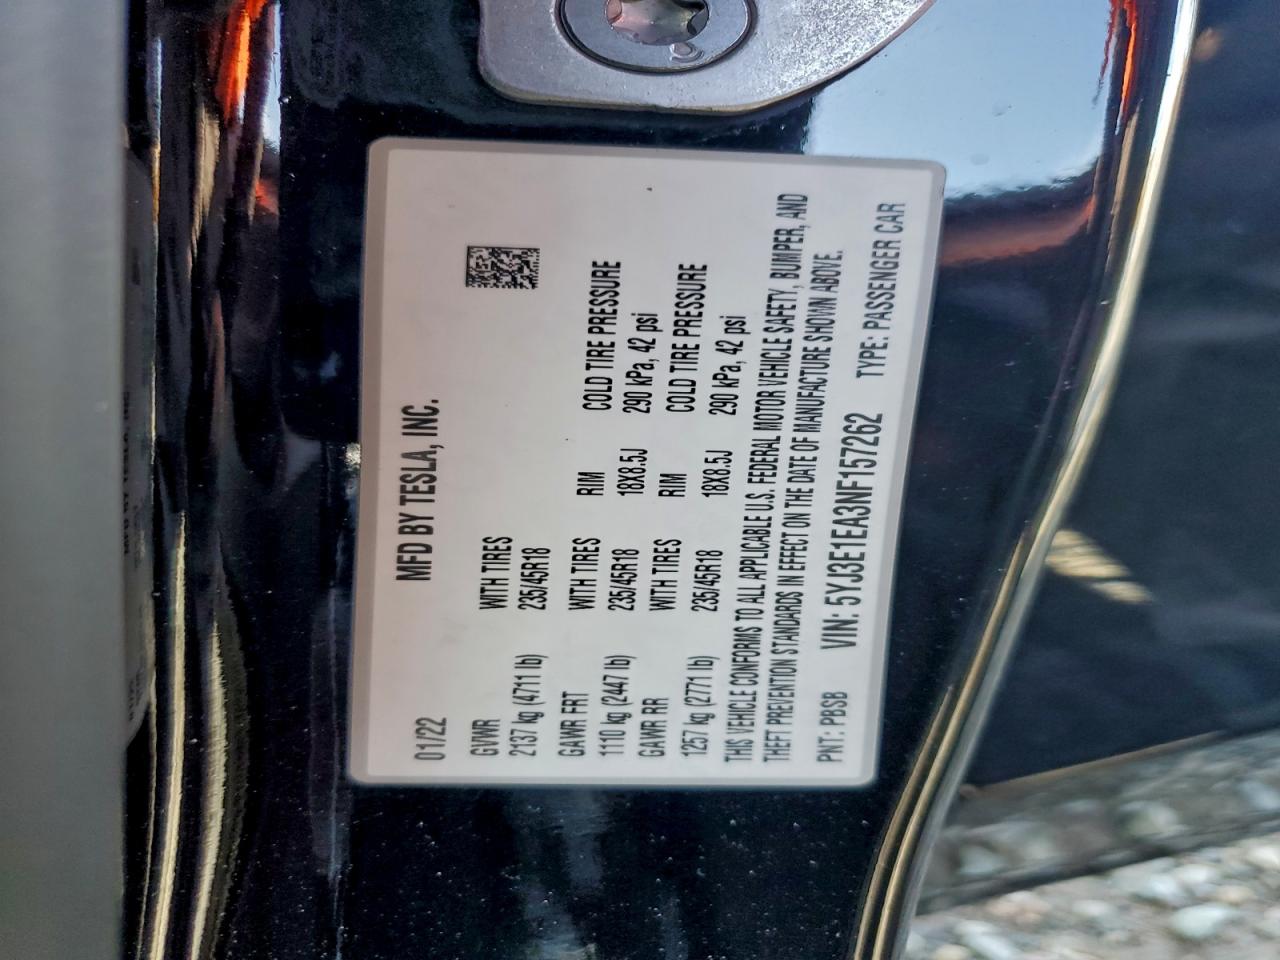 01/22 MFD BY TESLA, INC.
GVWR WITH TIRES
2137 kg (4711 lb) 235/45R18
GAWR FRT WITH TIRES RIM COLD TIRE PRESSURE
1110 kg (2447 lb) 235/45R18 18X8.5J 290 kPa, 42 psi
GAWR RR WITH TIRES RIM COLD TIRE PRESSURE
1257 kg (2771 lb) 235/45R18 18X8.5J 290 kPa, 42 psi
THIS VEHICLE CONFORMS TO ALL APPLICABLE U.S. FEDERAL MOTOR VEHICLE SAFETY, BUMPER, AND
THEFT PREVENTION STANDARDS IN EFFECT ON THE DATE OF MANUFACTURE SHOWN ABOVE.
PNT: PBSB VIN: 5YJ3E1EA3NF157262 TYPE: PASSENGER CAR